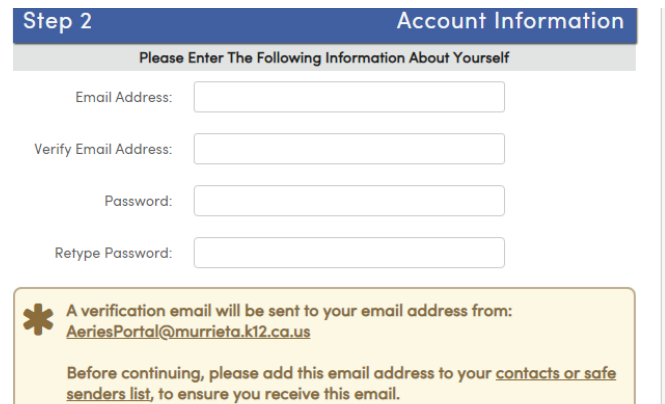 Step 2 Account Information
Please Enter The Following Information About Yourself
Email Address:
Verify Email Address:
Password:
Retype Password:
A verification email will be sent to your email address from:
AeriesPortal@murrieta.k12.ca.us
Before continuing, please add this email address to your contacts or safe
senders list, to ensure you receive this email.